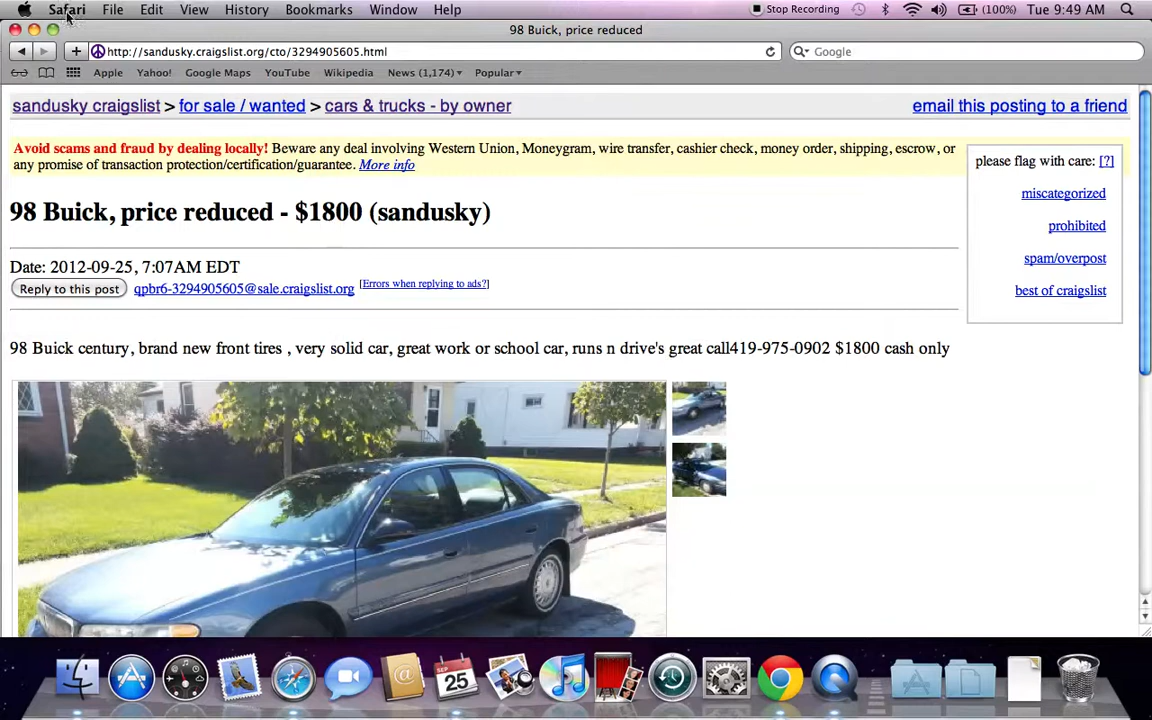 Safari File Edit View History Bookmarks Window Help Stop Recording (100%) Tue 9:49 AM
98 Buick, price reduced
http://sandusky.craigslist.org/cto/3294905605.html Google
Apple Yahoo! Google Maps YouTube Wikipedia News (1,174) Popular
sandusky craigslist > for sale / wanted > cars & trucks - by owner email this posting to a friend
Avoid scams and fraud by dealing locally! Beware any deal involving Western Union, Moneygram, wire transfer, cashier check, money order, shipping, escrow, or
any promise of transaction protection/certification/guarantee. More info
please flag with care: [?]
miscategorized
prohibited
spam/overpost
best of craigslist
98 Buick, price reduced - $1800 (sandusky)
Date: 2012-09-25, 7:07AM EDT
Reply to this post qpbr6-3294905605@sale.craigslist.org [Errors when replying to ads?]
98 Buick century, brand new front tires , very solid car, great work or school car, runs n drive's great call419-975-0902 $1800 cash only
SEP
25